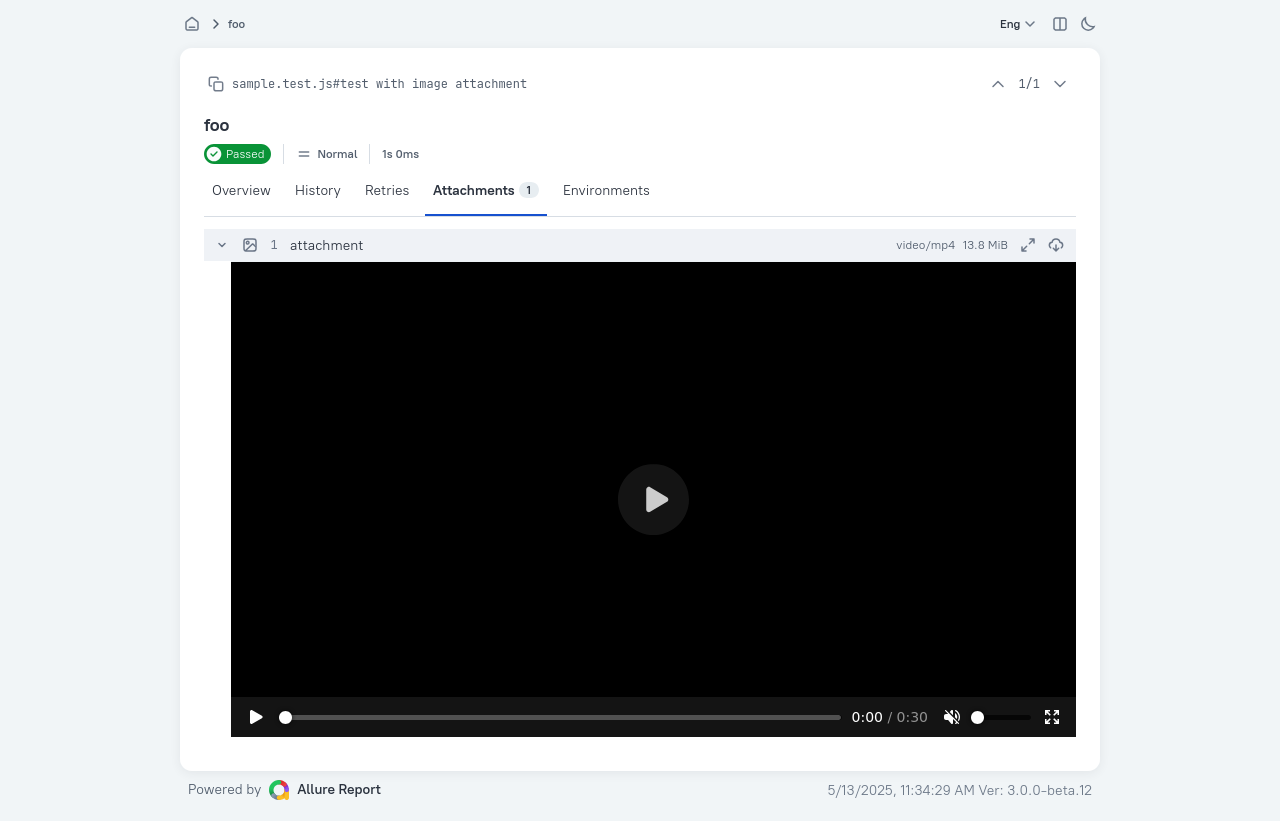 foo
Eng
sample.test.js#test with image attachment
1/1
foo
Passed
Normal
1s 0ms
Overview
History
Retries
Attachments 1
Environments
1 attachment
video/mp4 13.8 MiB
0:00 / 0:30
Powered by Allure Report
5/13/2025, 11:34:29 AM Ver: 3.0.0-beta.12